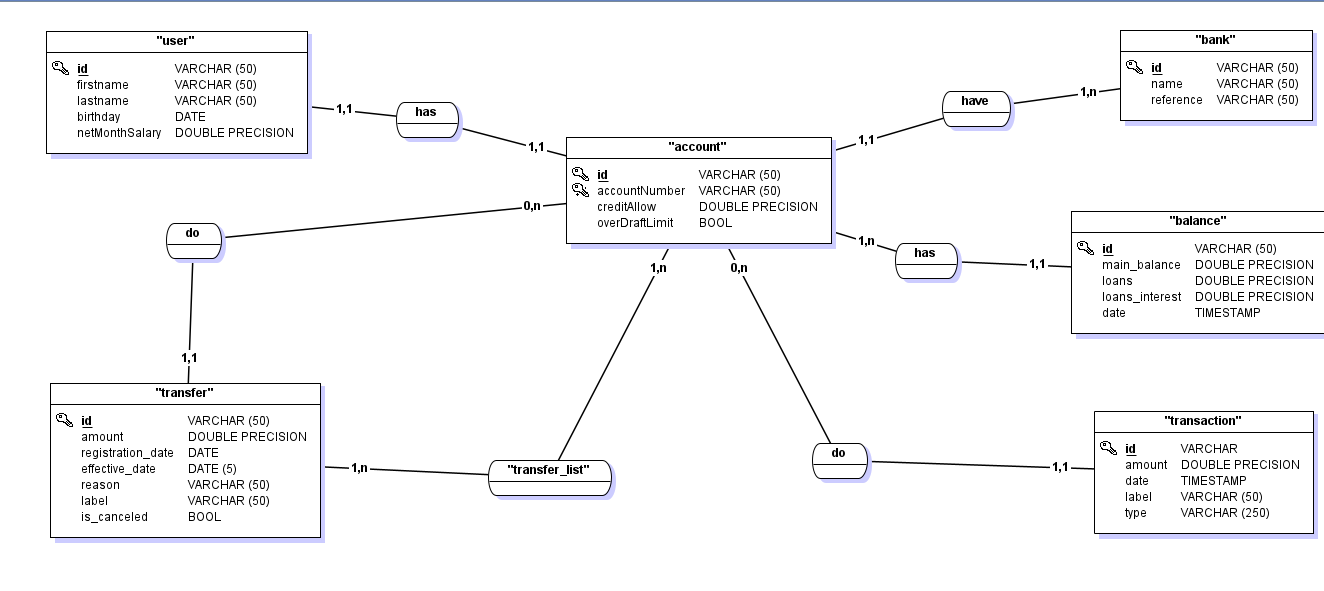 "user"
id VARCHAR (50)
firstname VARCHAR (50)
lastname VARCHAR (50)
birthday DATE
netMonthSalary DOUBLE PRECISION
1,1
has
1,1
"bank"
id VARCHAR (50)
name VARCHAR (50)
reference VARCHAR (50)
1,n
have
1,1
"account"
id VARCHAR (50)
accountNumber VARCHAR (50)
creditAllow DOUBLE PRECISION
overDraftLimit BOOL
0,n
do
1,1
1,n
has
1,1
"balance"
id VARCHAR (50)
main_balance DOUBLE PRECISION
loans DOUBLE PRECISION
loans_interest DOUBLE PRECISION
date TIMESTAMP
1,n
0,n
"transfer"
id VARCHAR (50)
amount DOUBLE PRECISION
registration_date DATE
effective_date DATE (5)
reason VARCHAR (50)
label VARCHAR (50)
is_canceled BOOL
1,n
"transfer_list"
do
1,1
"transaction"
id VARCHAR
amount DOUBLE PRECISION
date TIMESTAMP
label VARCHAR (50)
type VARCHAR (250)